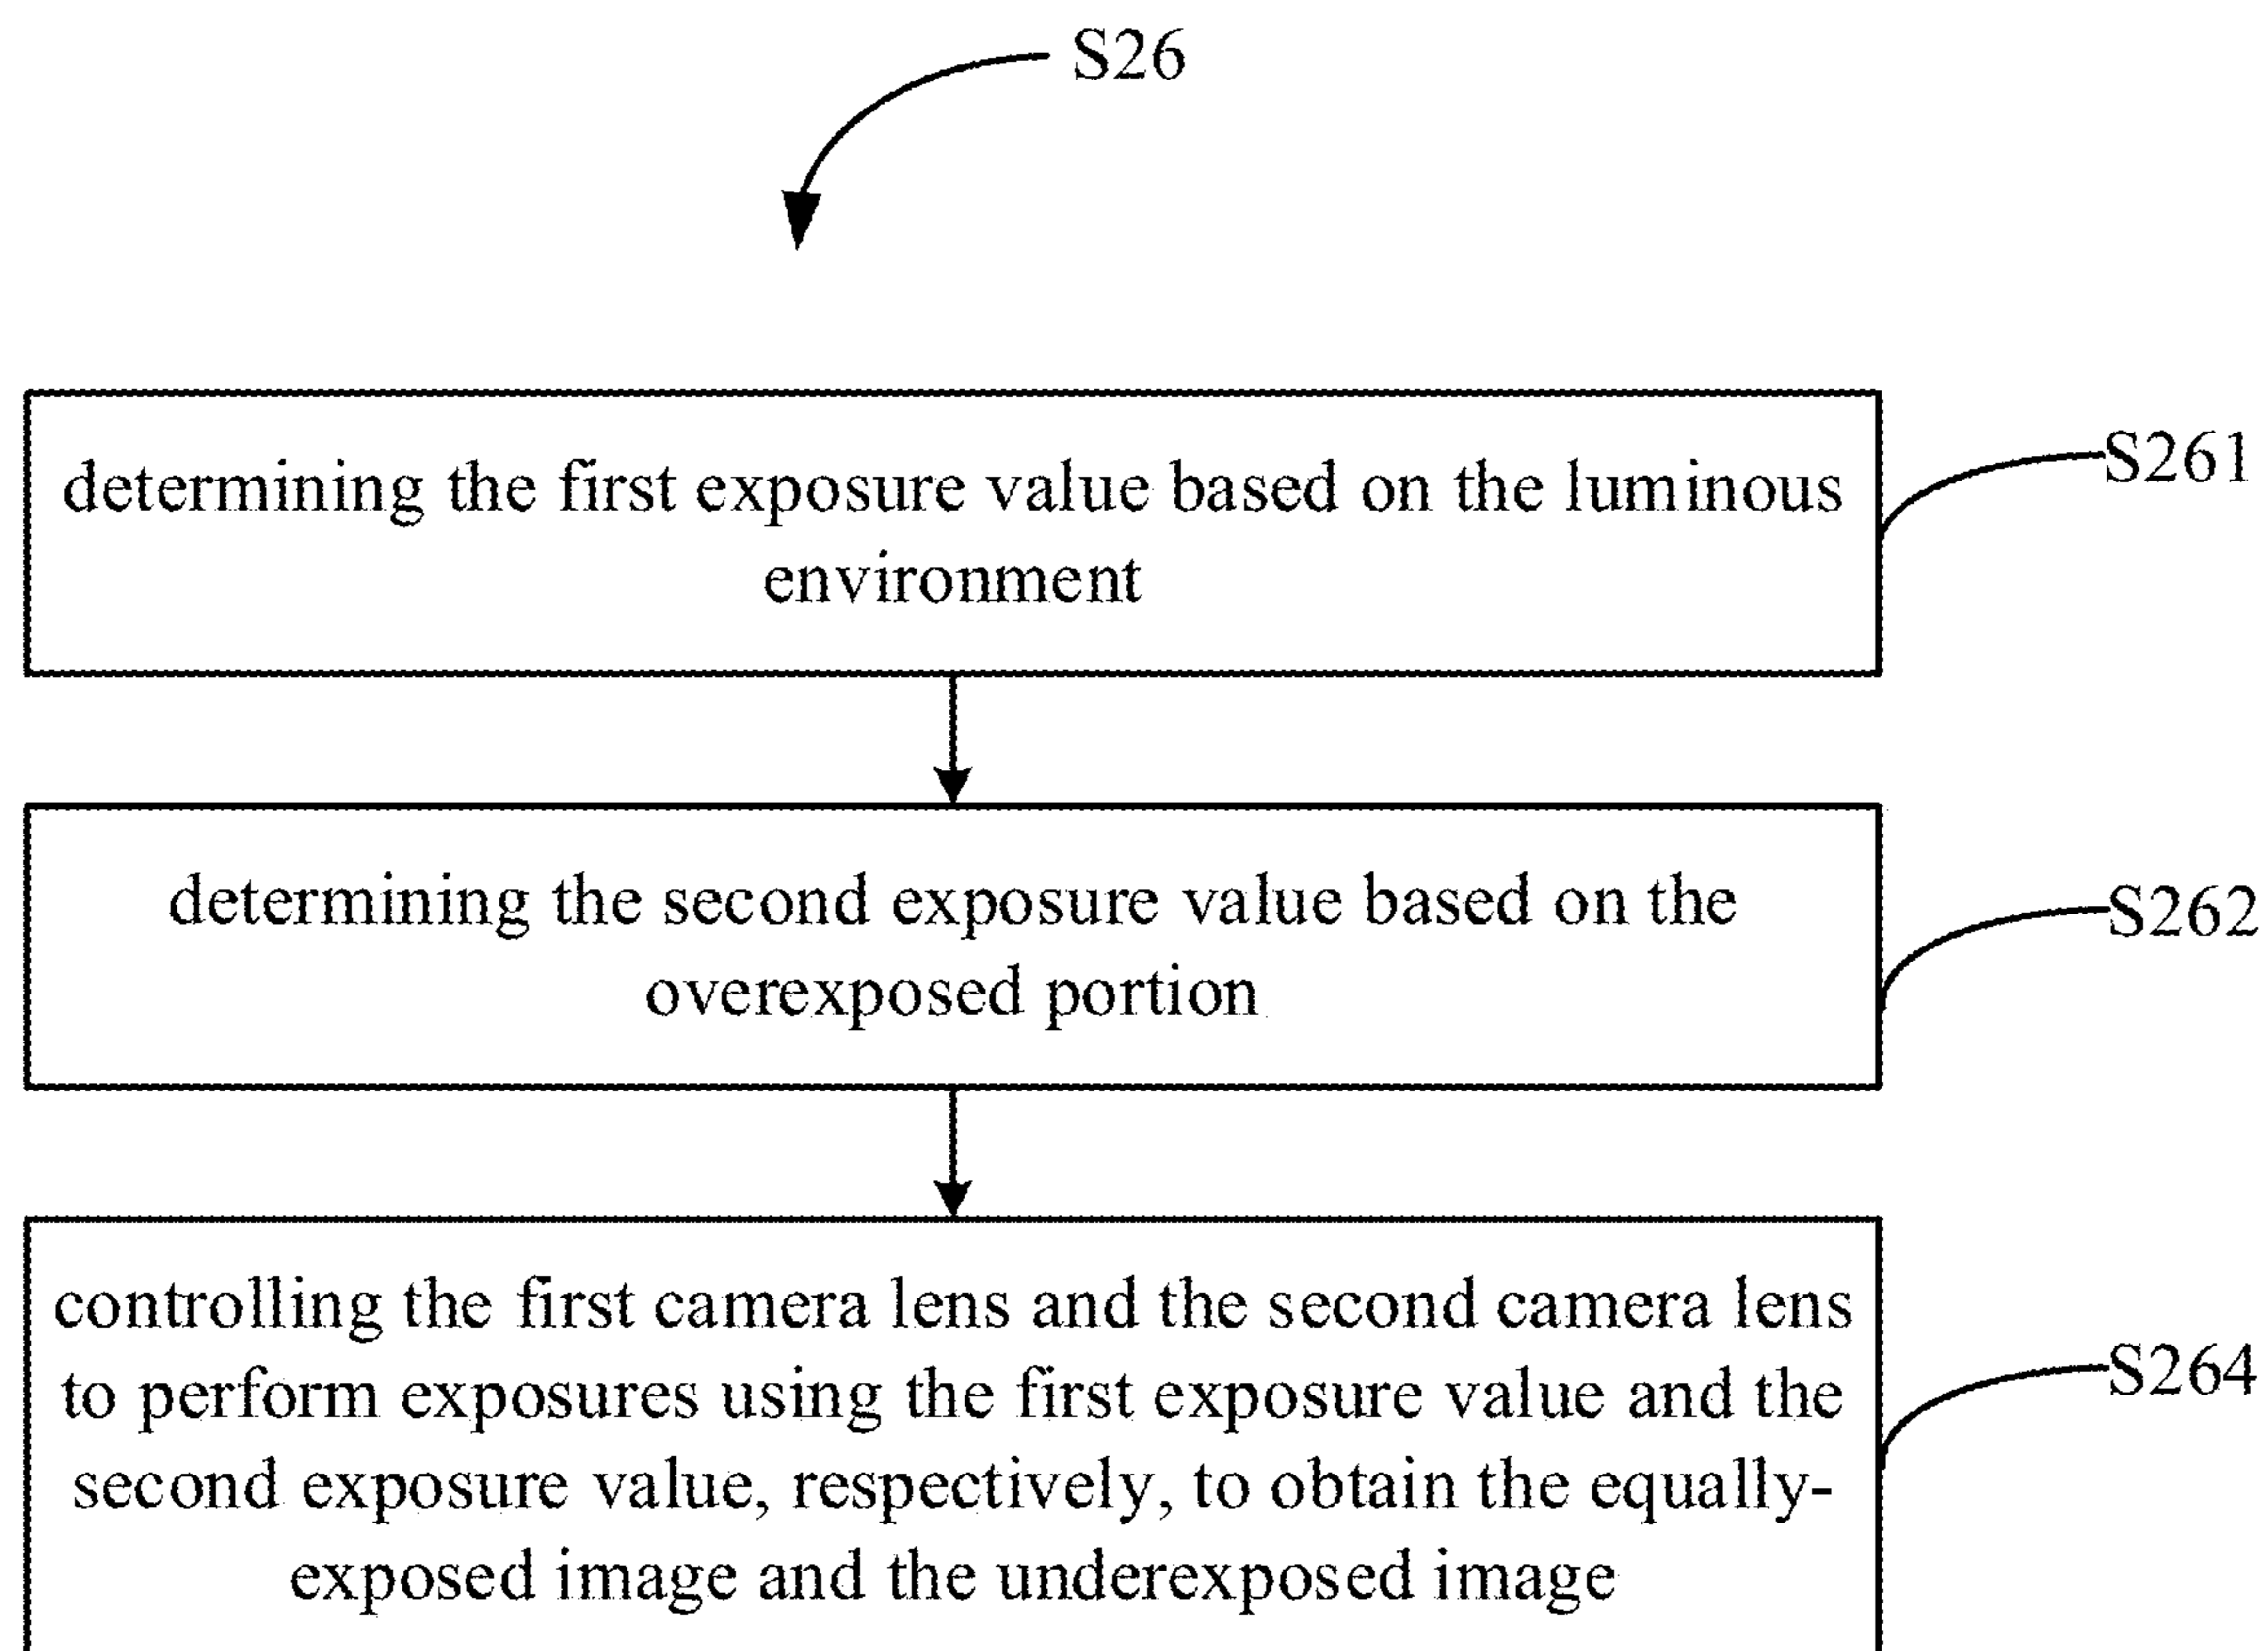 S26
determining the first exposure value based on the luminous
environment
S261
determining the second exposure value based on the
overexposed portion
S262
controlling the first camera lens and the second camera lens
to perform exposures using the first exposure value and the
second exposure value, respectively, to obtain the equally-
exposed image and the underexposed image
S264